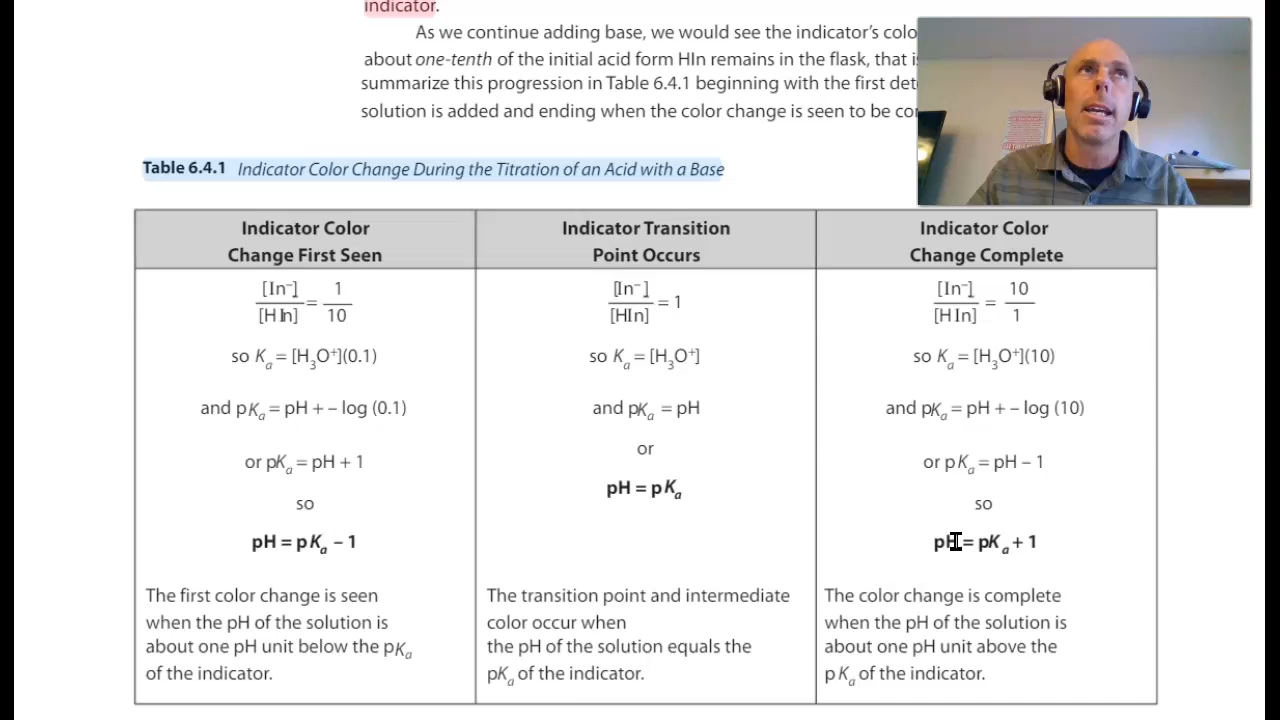 indicator.
As we continue adding base, we would see the indicator's colo
about one-tenth of the initial acid form HIn remains in the flask, that i
summarize this progression in Table 6.4.1 beginning with the first det
solution is added and ending when the color change is seen to be co
Table 6.4.1 Indicator Color Change During the Titration of an Acid with a Base
Indicator Color
Change First Seen
[In⁻]/[HIn] = 1/10
so Kₐ = [H₃O⁺](0.1)
and pKₐ = pH + – log (0.1)
or pKₐ = pH + 1
so
pH = pKₐ – 1
The first color change is seen
when the pH of the solution is
about one pH unit below the pKₐ
of the indicator.
Indicator Transition
Point Occurs
[In⁻]/[HIn] = 1
so Kₐ = [H₃O⁺]
and pKₐ = pH
or
pH = pKₐ
The transition point and intermediate
color occur when
the pH of the solution equals the
pKₐ of the indicator.
Indicator Color
Change Complete
[In⁻]/[HIn] = 10/1
so Kₐ = [H₃O⁺](10)
and pKₐ = pH + – log (10)
or pKₐ = pH – 1
so
pH = pKₐ + 1
The color change is complete
when the pH of the solution is
about one pH unit above the
pKₐ of the indicator.